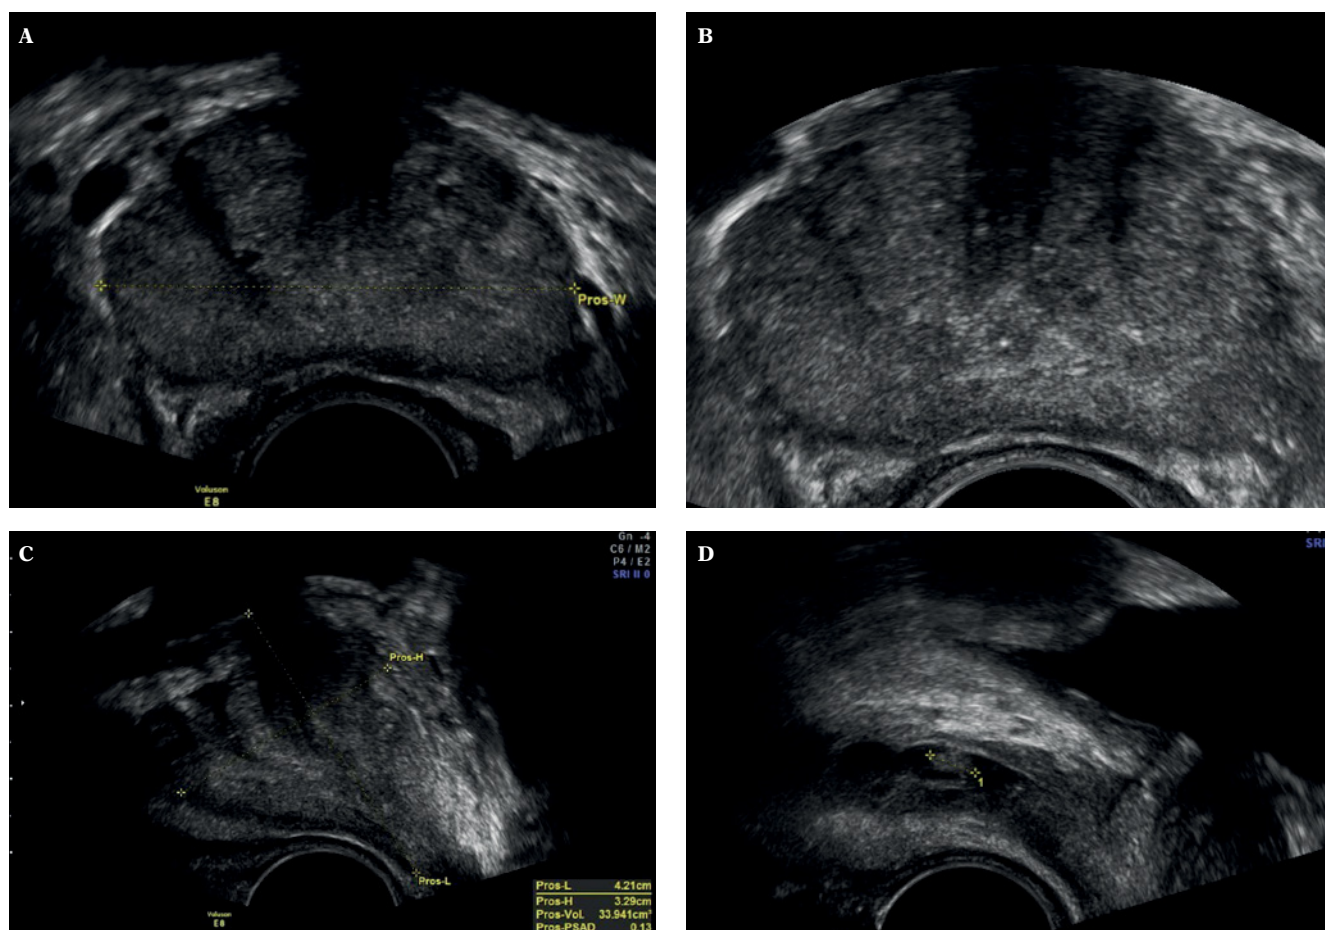 A
Pros-W
Voluson
E8
B
C
Gn -4
C6 / M2
P4 / E2
SRI II 0
Pros-H
Pros-L
Voluson
E8
Pros-L 4.21cm
Pros-H 3.29cm
Pros-Vol. 33.941cm³
Pros-PSAD 0.13
D
SRI
1